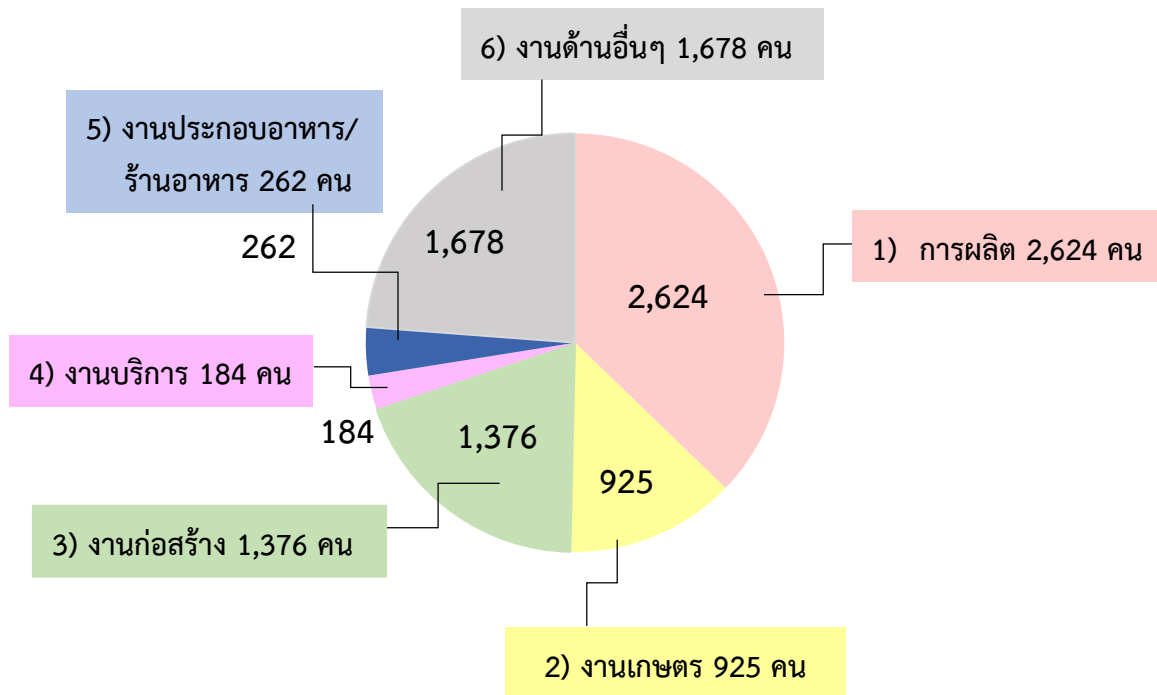 6) งานด้านอื่นๆ 1,678 คน
5) งานประกอบอาหาร/
ร้านอาหาร 262 คน
262
1,678
1) การผลิต 2,624 คน
2,624
4) งานบริการ 184 คน
184
1,376
925
3) งานก่อสร้าง 1,376 คน
2) งานเกษตร 925 คน